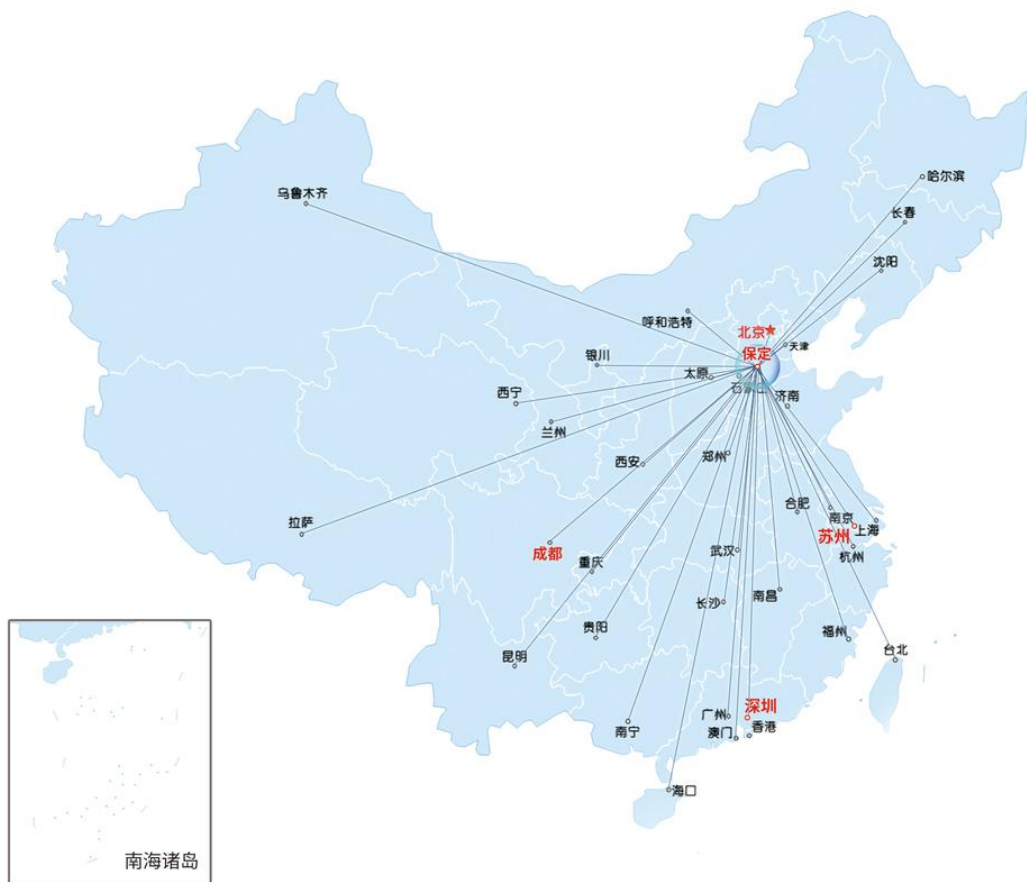 哈尔滨
乌鲁木齐
长春
沈阳
呼和浩特
北京
天津
保定
银川
太原
西宁
济南
兰州
郑州
西安
合肥
南京
拉萨
上海
苏州
成都
武汉
杭州
重庆
南昌
长沙
贵阳
福州
昆明
台北
深圳
广州
香港
南宁
澳门
海口
南海诸岛